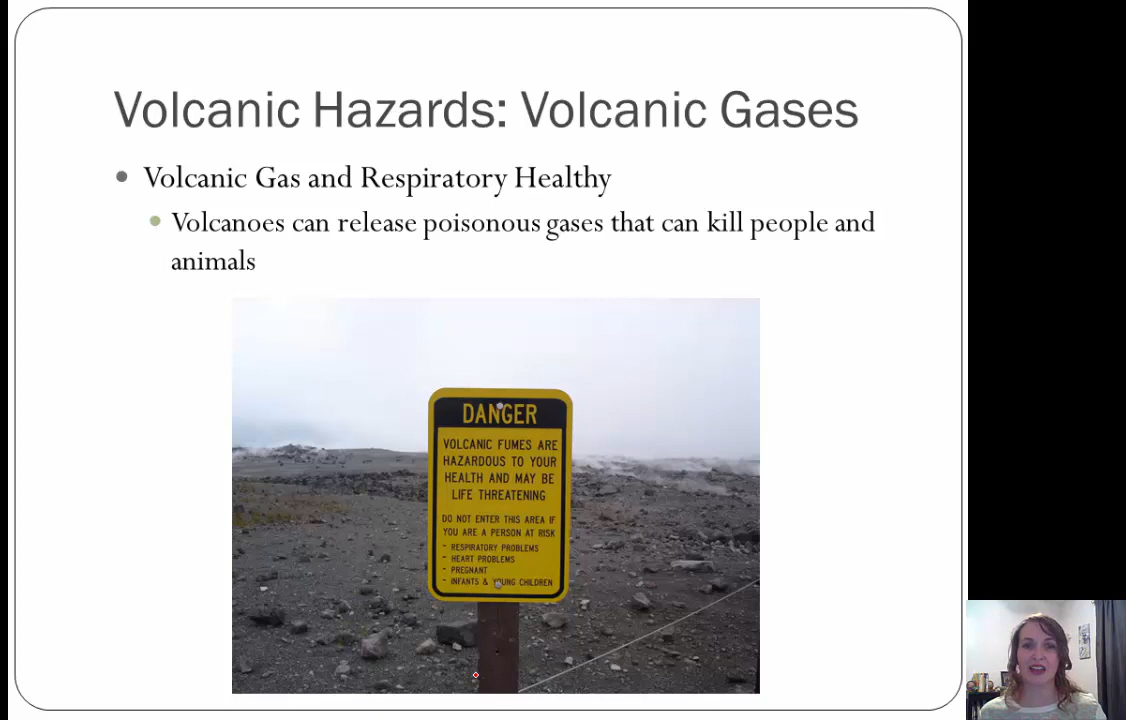 Volcanic Hazards: Volcanic Gases
Volcanic Gas and Respiratory Healthy
Volcanoes can release poisonous gases that can kill people and
animals
DANGER
VOLCANIC FUMES ARE
HAZARDOUS TO YOUR
HEALTH AND MAY BE
LIFE THREATENING
DO NOT ENTER THIS AREA IF
YOU ARE A PERSON AT RISK
- RESPIRATORY PROBLEMS
- HEART PROBLEMS
- PREGNANT
- INFANTS & YOUNG CHILDREN